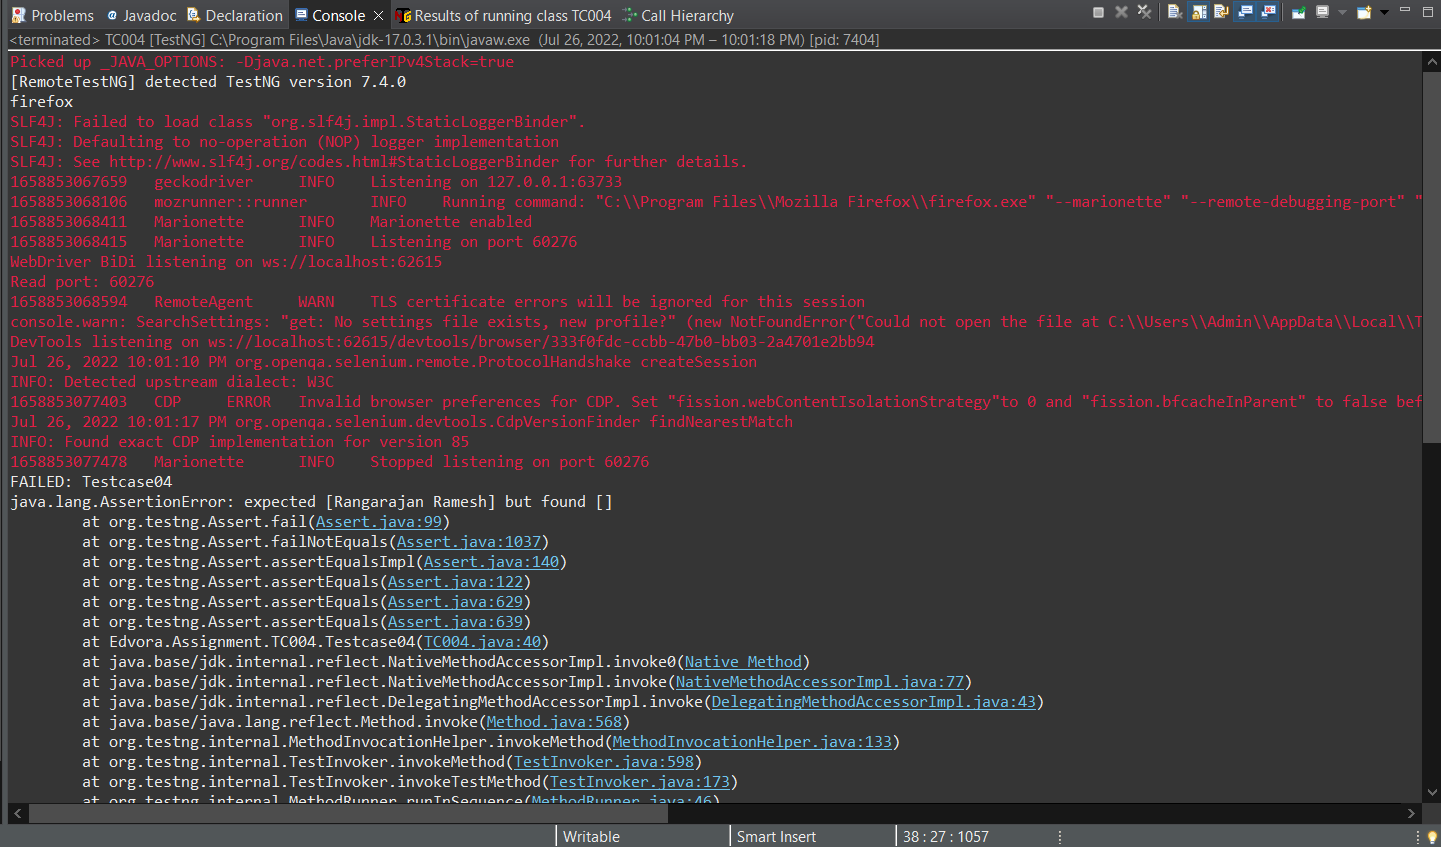 Problems @ Javadoc Declaration Console Results of running class TC004 Call Hierarchy
<terminated> TC004 [TestNG] C:\Program Files\Java\jdk-17.0.3.1\bin\javaw.exe (Jul 26, 2022, 10:01:04 PM – 10:01:18 PM) [pid: 7404]
Picked up _JAVA_OPTIONS: -Djava.net.preferIPv4Stack=true
[RemoteTestNG] detected TestNG version 7.4.0
firefox
SLF4J: Failed to load class "org.slf4j.impl.StaticLoggerBinder".
SLF4J: Defaulting to no-operation (NOP) logger implementation
SLF4J: See http://www.slf4j.org/codes.html#StaticLoggerBinder for further details.
1658853067659 geckodriver INFO Listening on 127.0.0.1:63733
1658853068106 mozrunner::runner INFO Running command: "C:\\Program Files\\Mozilla Firefox\\firefox.exe" "--marionette" "--remote-debugging-port" "
1658853068411 Marionette INFO Marionette enabled
1658853068415 Marionette INFO Listening on port 60276
WebDriver BiDi listening on ws://localhost:62615
Read port: 60276
1658853068594 RemoteAgent WARN TLS certificate errors will be ignored for this session
console.warn: SearchSettings: "get: No settings file exists, new profile?" (new NotFoundError("Could not open the file at C:\\Users\\Admin\\AppData\\Local\\T
DevTools listening on ws://localhost:62615/devtools/browser/333f0fdc-ccbb-47b0-bb03-2a4701e2bb94
Jul 26, 2022 10:01:10 PM org.openqa.selenium.remote.ProtocolHandshake createSession
INFO: Detected upstream dialect: W3C
1658853077403 CDP ERROR Invalid browser preferences for CDP. Set "fission.webContentIsolationStrategy"to 0 and "fission.bfcacheInParent" to false bef
Jul 26, 2022 10:01:17 PM org.openqa.selenium.devtools.CdpVersionFinder findNearestMatch
INFO: Found exact CDP implementation for version 85
1658853077478 Marionette INFO Stopped listening on port 60276
FAILED: Testcase04
java.lang.AssertionError: expected [Rangarajan Ramesh] but found []
at org.testng.Assert.fail(Assert.java:99)
at org.testng.Assert.failNotEquals(Assert.java:1037)
at org.testng.Assert.assertEqualsImpl(Assert.java:140)
at org.testng.Assert.assertEquals(Assert.java:122)
at org.testng.Assert.assertEquals(Assert.java:629)
at org.testng.Assert.assertEquals(Assert.java:639)
at Edvora.Assignment.TC004.Testcase04(TC004.java:40)
at java.base/jdk.internal.reflect.NativeMethodAccessorImpl.invoke0(Native Method)
at java.base/jdk.internal.reflect.NativeMethodAccessorImpl.invoke(NativeMethodAccessorImpl.java:77)
at java.base/jdk.internal.reflect.DelegatingMethodAccessorImpl.invoke(DelegatingMethodAccessorImpl.java:43)
at java.base/java.lang.reflect.Method.invoke(Method.java:568)
at org.testng.internal.MethodInvocationHelper.invokeMethod(MethodInvocationHelper.java:133)
at org.testng.internal.TestInvoker.invokeMethod(TestInvoker.java:598)
at org.testng.internal.TestInvoker.invokeTestMethod(TestInvoker.java:173)
at org.testng.internal.MethodRunner.runInSequence(MethodRunner.java:46)
Writable Smart Insert 38 : 27 : 1057